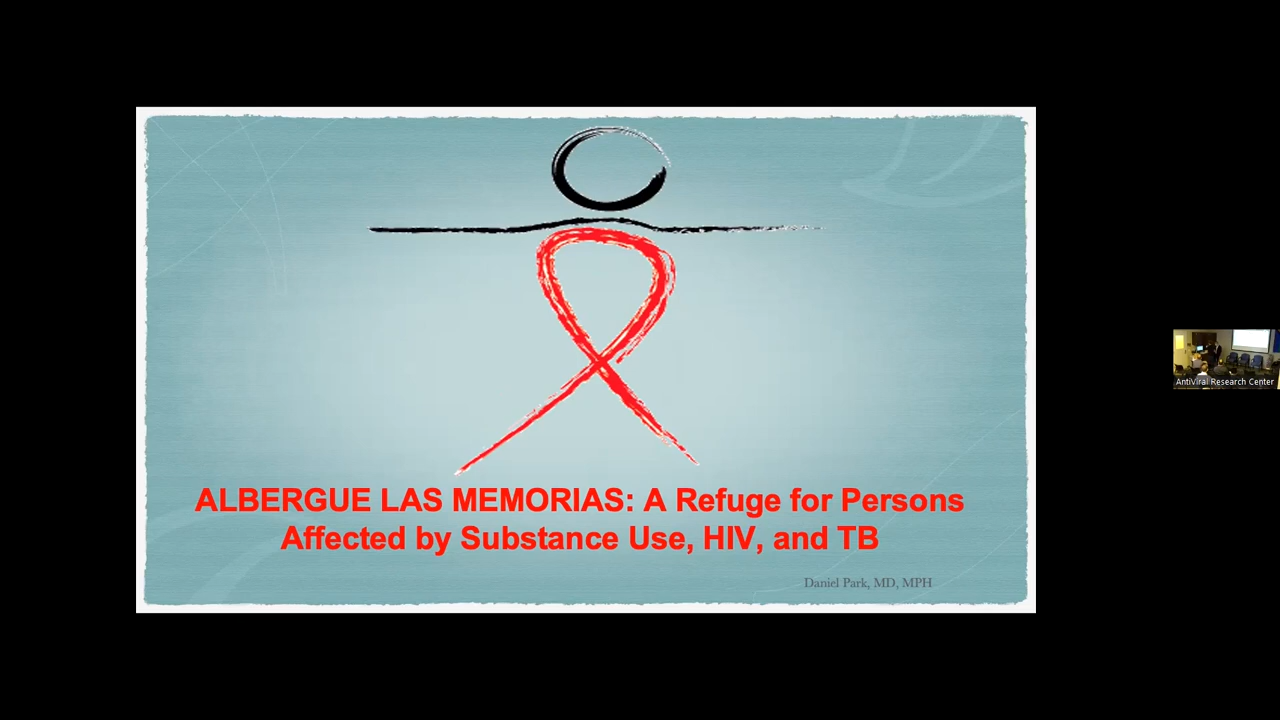 ALBERGUE LAS MEMORIAS: A Refuge for Persons
Affected by Substance Use, HIV, and TB
Daniel Park, MD, MPH
AntiViral Research Center